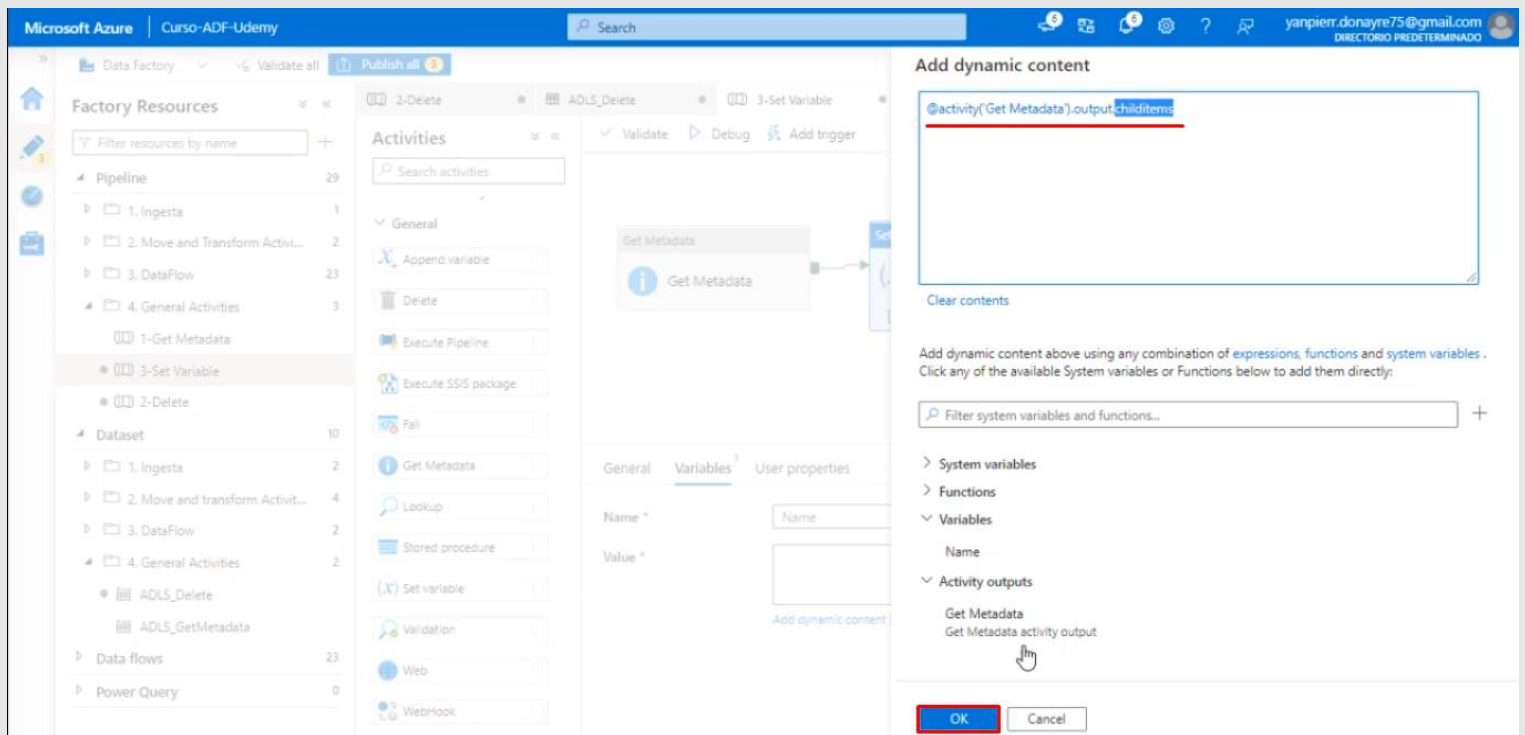 Microsoft Azure
Curso-ADF-Udemy
Search
6
6
yanpierr.donayre75@gmail.com
DIRECTORIO PREDETERMINADO
Data Factory
Validate all
Publish all 3
Factory Resources
Filter resources by name
Pipeline 29
1. Ingesta 1
2. Move and Transform Activi... 2
3. DataFlow 23
4. General Activities 3
1-Get Metadata
3-Set Variable
2-Delete
Dataset 10
1. Ingesta 2
2. Move and transform Activit... 4
3. DataFlow 2
4. General Activities 2
ADLS_Delete
ADLS_GetMetadata
Data flows 23
Power Query 0
3
2-Delete
ADLS_Delete
3-Set Variable
Activities
Search activities
General
Append variable
Delete
Execute Pipeline
Execute SSIS package
Fail
Get Metadata
Lookup
Stored procedure
Set variable
Validation
Web
WebHook
Validate
Debug
Add trigger
Get Metadata
Get Metadata
Set
General
Variables 1
User properties
Name *
Name
Value *
Add dynamic content
Add dynamic content
@activity('Get Metadata').output.childitems
Clear contents
Add dynamic content above using any combination of expressions, functions and system variables .
Click any of the available System variables or Functions below to add them directly:
Filter system variables and functions...
System variables
Functions
Variables
Name
Activity outputs
Get Metadata
Get Metadata activity output
OK
Cancel